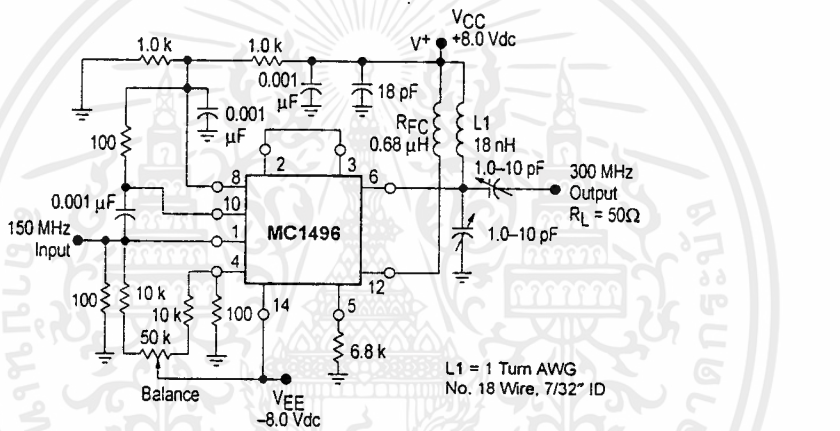 VCC
V+ +8.0 Vdc
1.0 k
1.0 k
0.001 µF
18 pF
0.001 µF
RFC
0.68 µH
L1
18 nH
100
2
3
1.0–10 pF
300 MHz
Output
RL = 50Ω
8
6
0.001 µF
10
150 MHz
Input
1
MC1496
1.0–10 pF
4
12
100
10 k
10 k
100
14
5
50 k
6.8 k
Balance
VEE
–8.0 Vdc
L1 = 1 Turn AWG
No. 18 Wire, 7/32″ ID